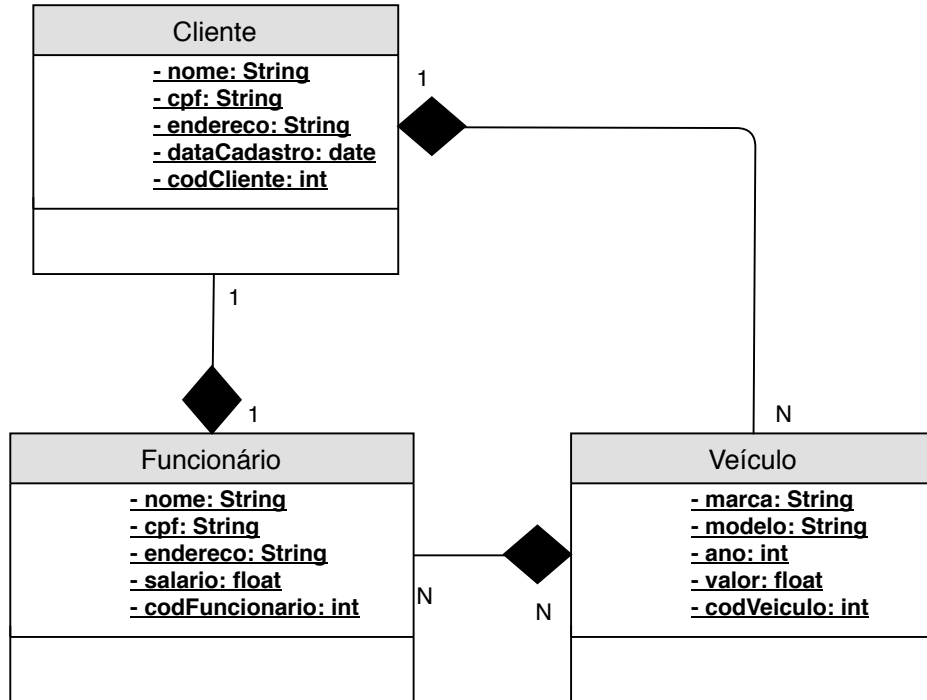 Cliente
- nome: String
- cpf: String
- endereco: String
- dataCadastro: date
- codCliente: int
1
1
1
N
Funcionário
- nome: String
- cpf: String
- endereco: String
- salario: float
- codFuncionario: int
N
N
Veículo
- marca: String
- modelo: String
- ano: int
- valor: float
- codVeiculo: int